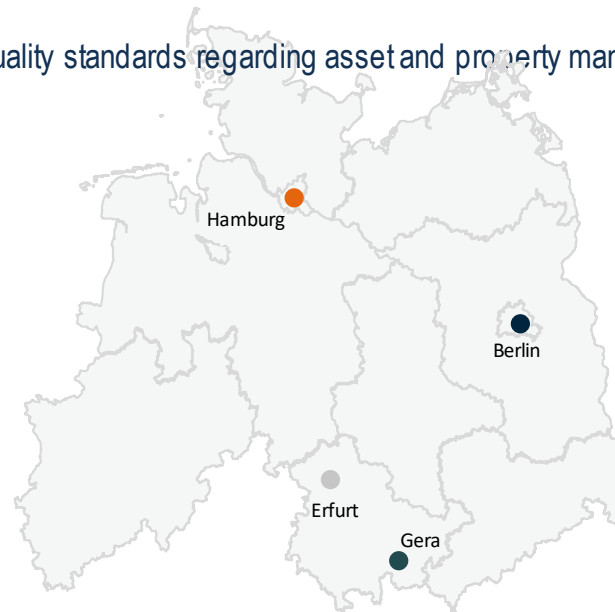 uality standards regarding asset and property mar
Hamburg
Berlin
Erfurt
Gera